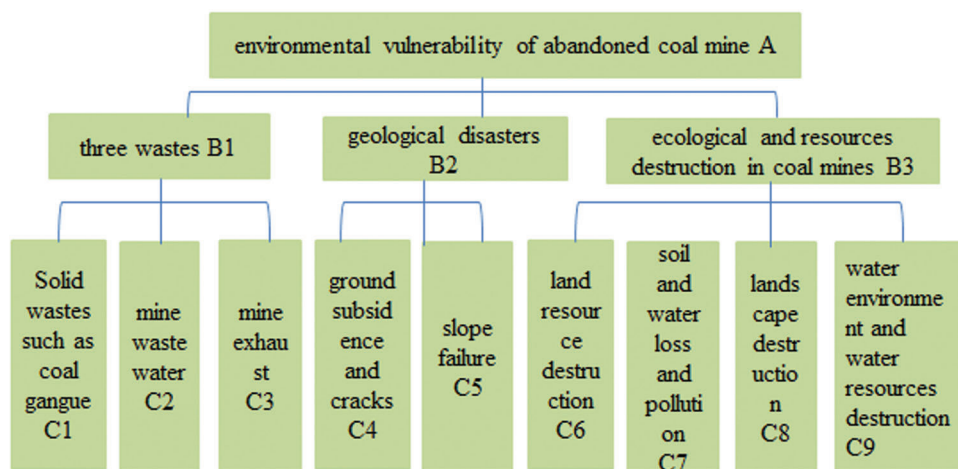 environmental vulnerability of abandoned coal mine A
three wastes B1
geological disasters
B2
ecological and resources
destruction in coal mines B3
Solid
wastes
such as
coal
gangue
C1
mine
waste
water
C2
mine
exhau
st
C3
ground
subsid
ence
and
cracks
C4
slope
failure
C5
land
resour
ce
destru
ction
C6
soil
and
water
loss
and
polluti
on
C7
lands
cape
destr
uctio
n
C8
water
environme
nt and
water
resources
destruction
C9